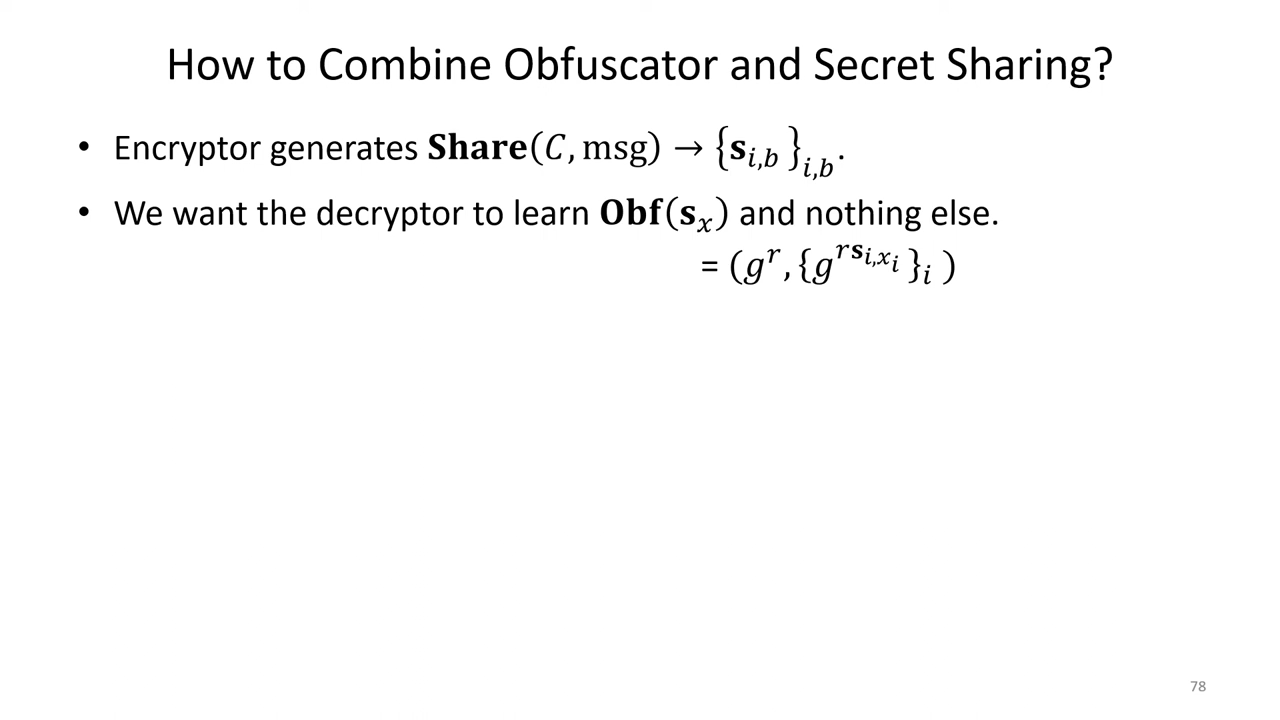 How to Combine Obfuscator and Secret Sharing?
• Encryptor generates Share(𝐶, msg) → {s_{𝑖,𝑏}}_{𝑖,𝑏}.
• We want the decryptor to learn Obf(s_𝑥) and nothing else.
= (𝑔^𝑟, {𝑔^{𝑟s_{𝑖,𝑥_𝑖}}}_𝑖 )
78